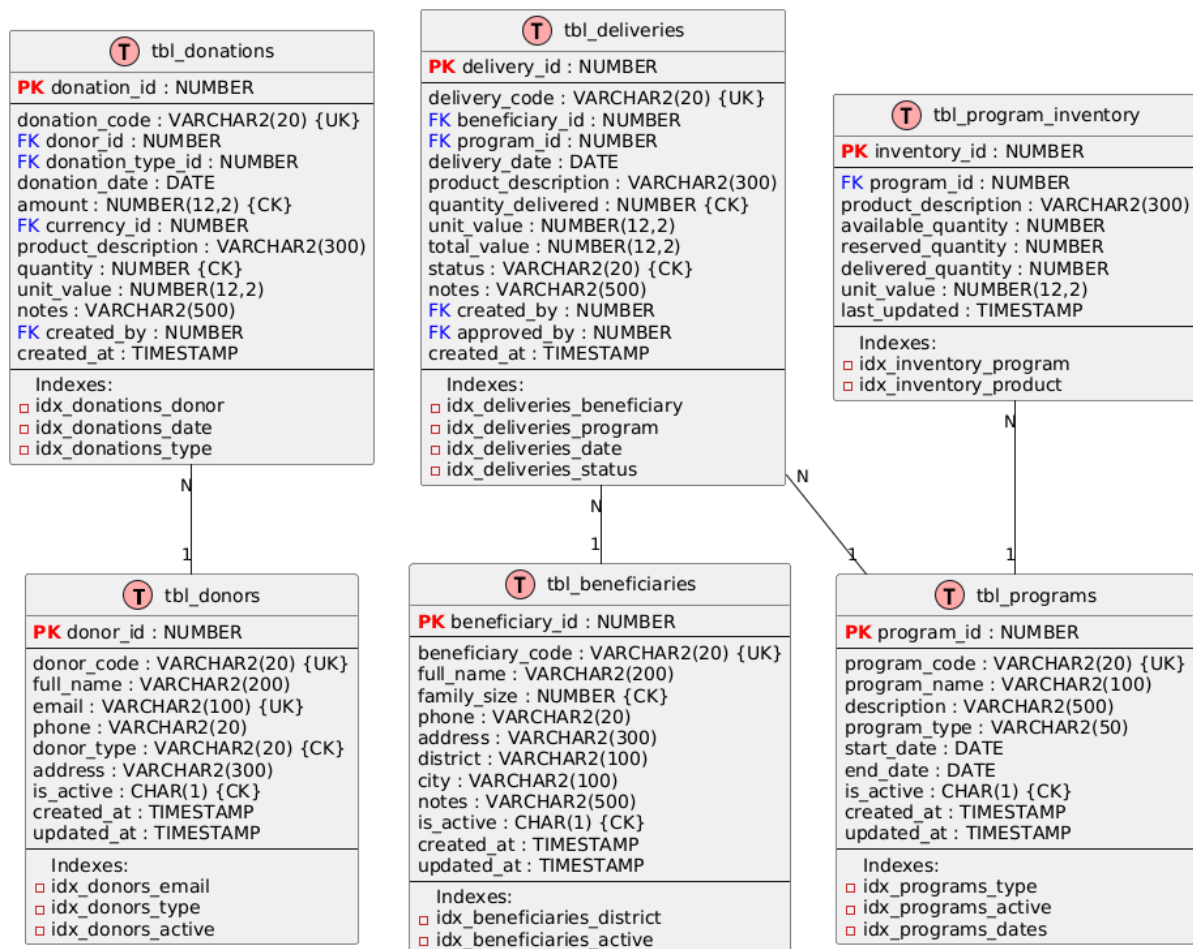 T tbl_donations
PK donation_id : NUMBER
donation_code : VARCHAR2(20) {UK}
FK donor_id : NUMBER
FK donation_type_id : NUMBER
donation_date : DATE
amount : NUMBER(12,2) {CK}
FK currency_id : NUMBER
product_description : VARCHAR2(300)
quantity : NUMBER {CK}
unit_value : NUMBER(12,2)
notes : VARCHAR2(500)
FK created_by : NUMBER
created_at : TIMESTAMP
Indexes:
idx_donations_donor
idx_donations_date
idx_donations_type
T tbl_deliveries
PK delivery_id : NUMBER
delivery_code : VARCHAR2(20) {UK}
FK beneficiary_id : NUMBER
FK program_id : NUMBER
delivery_date : DATE
product_description : VARCHAR2(300)
quantity_delivered : NUMBER {CK}
unit_value : NUMBER(12,2)
total_value : NUMBER(12,2)
status : VARCHAR2(20) {CK}
notes : VARCHAR2(500)
FK created_by : NUMBER
FK approved_by : NUMBER
created_at : TIMESTAMP
Indexes:
idx_deliveries_beneficiary
idx_deliveries_program
idx_deliveries_date
idx_deliveries_status
T tbl_program_inventory
PK inventory_id : NUMBER
FK program_id : NUMBER
product_description : VARCHAR2(300)
available_quantity : NUMBER
reserved_quantity : NUMBER
delivered_quantity : NUMBER
unit_value : NUMBER(12,2)
last_updated : TIMESTAMP
Indexes:
idx_inventory_program
idx_inventory_product
N
1
N
1
N
1
N
1
T tbl_donors
PK donor_id : NUMBER
donor_code : VARCHAR2(20) {UK}
full_name : VARCHAR2(200)
email : VARCHAR2(100) {UK}
phone : VARCHAR2(20)
donor_type : VARCHAR2(20) {CK}
address : VARCHAR2(300)
is_active : CHAR(1) {CK}
created_at : TIMESTAMP
updated_at : TIMESTAMP
Indexes:
idx_donors_email
idx_donors_type
idx_donors_active
T tbl_beneficiaries
PK beneficiary_id : NUMBER
beneficiary_code : VARCHAR2(20) {UK}
full_name : VARCHAR2(200)
family_size : NUMBER {CK}
phone : VARCHAR2(20)
address : VARCHAR2(300)
district : VARCHAR2(100)
city : VARCHAR2(100)
notes : VARCHAR2(500)
is_active : CHAR(1) {CK}
created_at : TIMESTAMP
updated_at : TIMESTAMP
Indexes:
idx_beneficiaries_district
idx_beneficiaries_active
T tbl_programs
PK program_id : NUMBER
program_code : VARCHAR2(20) {UK}
program_name : VARCHAR2(100)
description : VARCHAR2(500)
program_type : VARCHAR2(50)
start_date : DATE
end_date : DATE
is_active : CHAR(1) {CK}
created_at : TIMESTAMP
updated_at : TIMESTAMP
Indexes:
idx_programs_type
idx_programs_active
idx_programs_dates